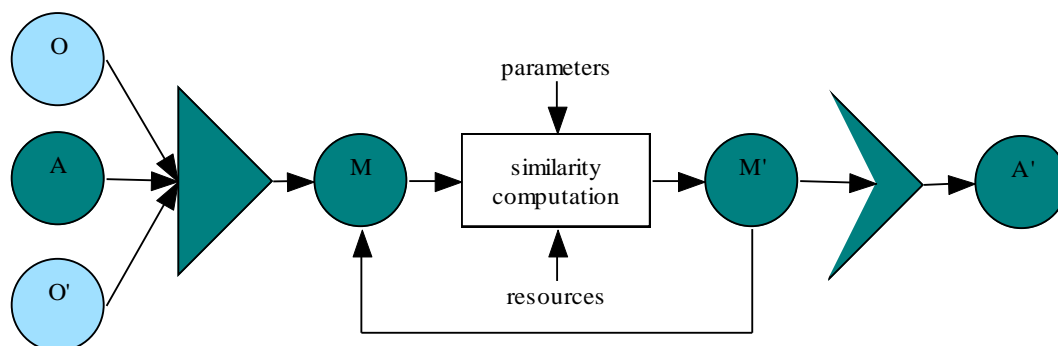 O
A
O'
M
parameters
similarity
computation
resources
M'
A'